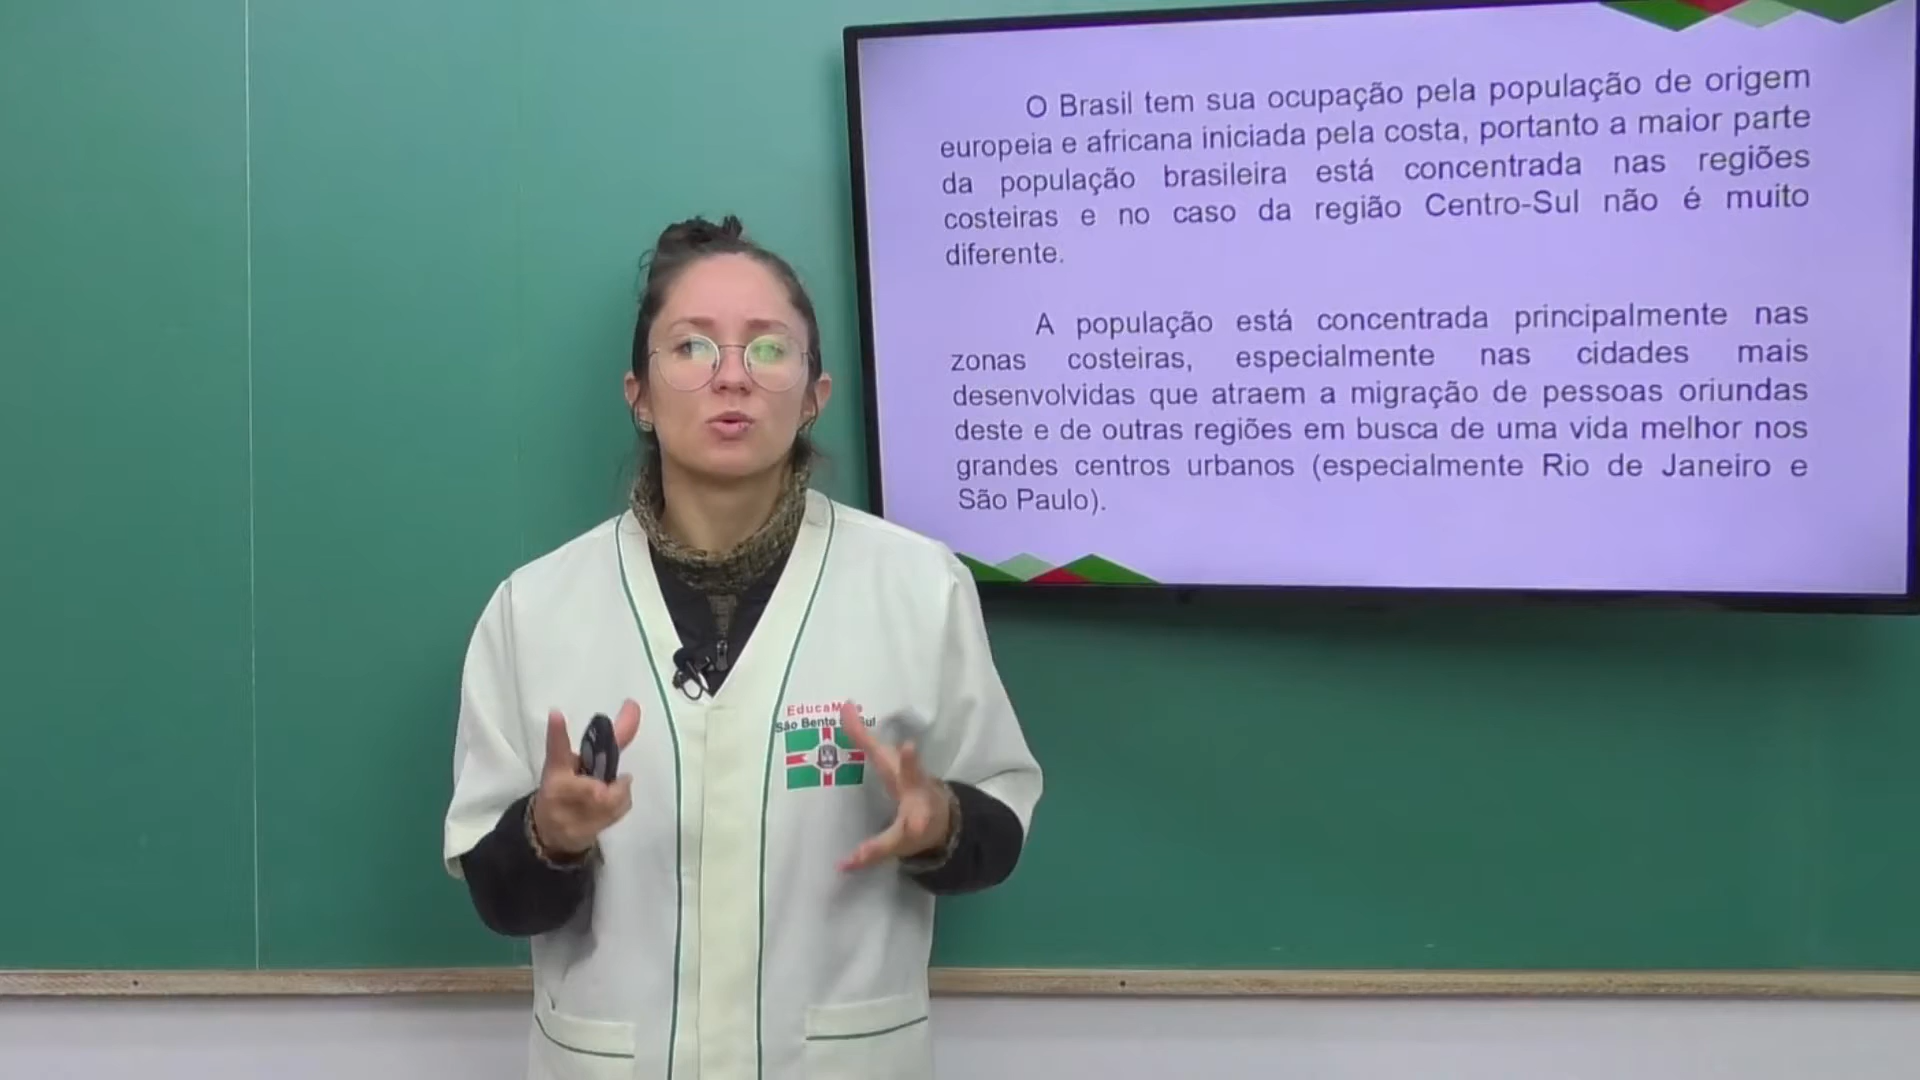 O Brasil tem sua ocupação pela população de origem
europeia e africana iniciada pela costa, portanto a maior parte
da população brasileira está concentrada nas regiões
costeiras e no caso da região Centro-Sul não é muito
diferente.
A população está concentrada principalmente nas
zonas costeiras, especialmente nas cidades mais
desenvolvidas que atraem a migração de pessoas oriundas
deste e de outras regiões em busca de uma vida melhor nos
grandes centros urbanos (especialmente Rio de Janeiro e
São Paulo).
São Bento